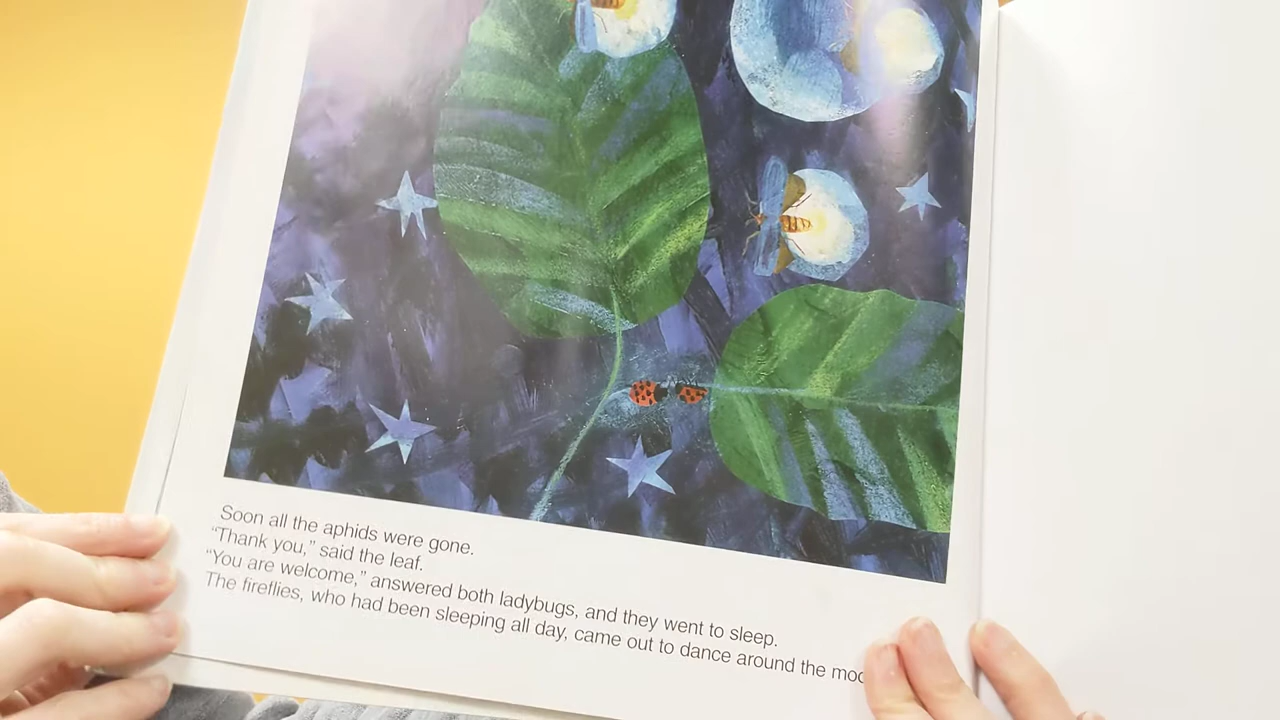 Soon all the aphids were gone.
“Thank you,” said the leaf.
“You are welcome,” answered both ladybugs, and they went to sleep.
The fireflies, who had been sleeping all day, came out to dance around the